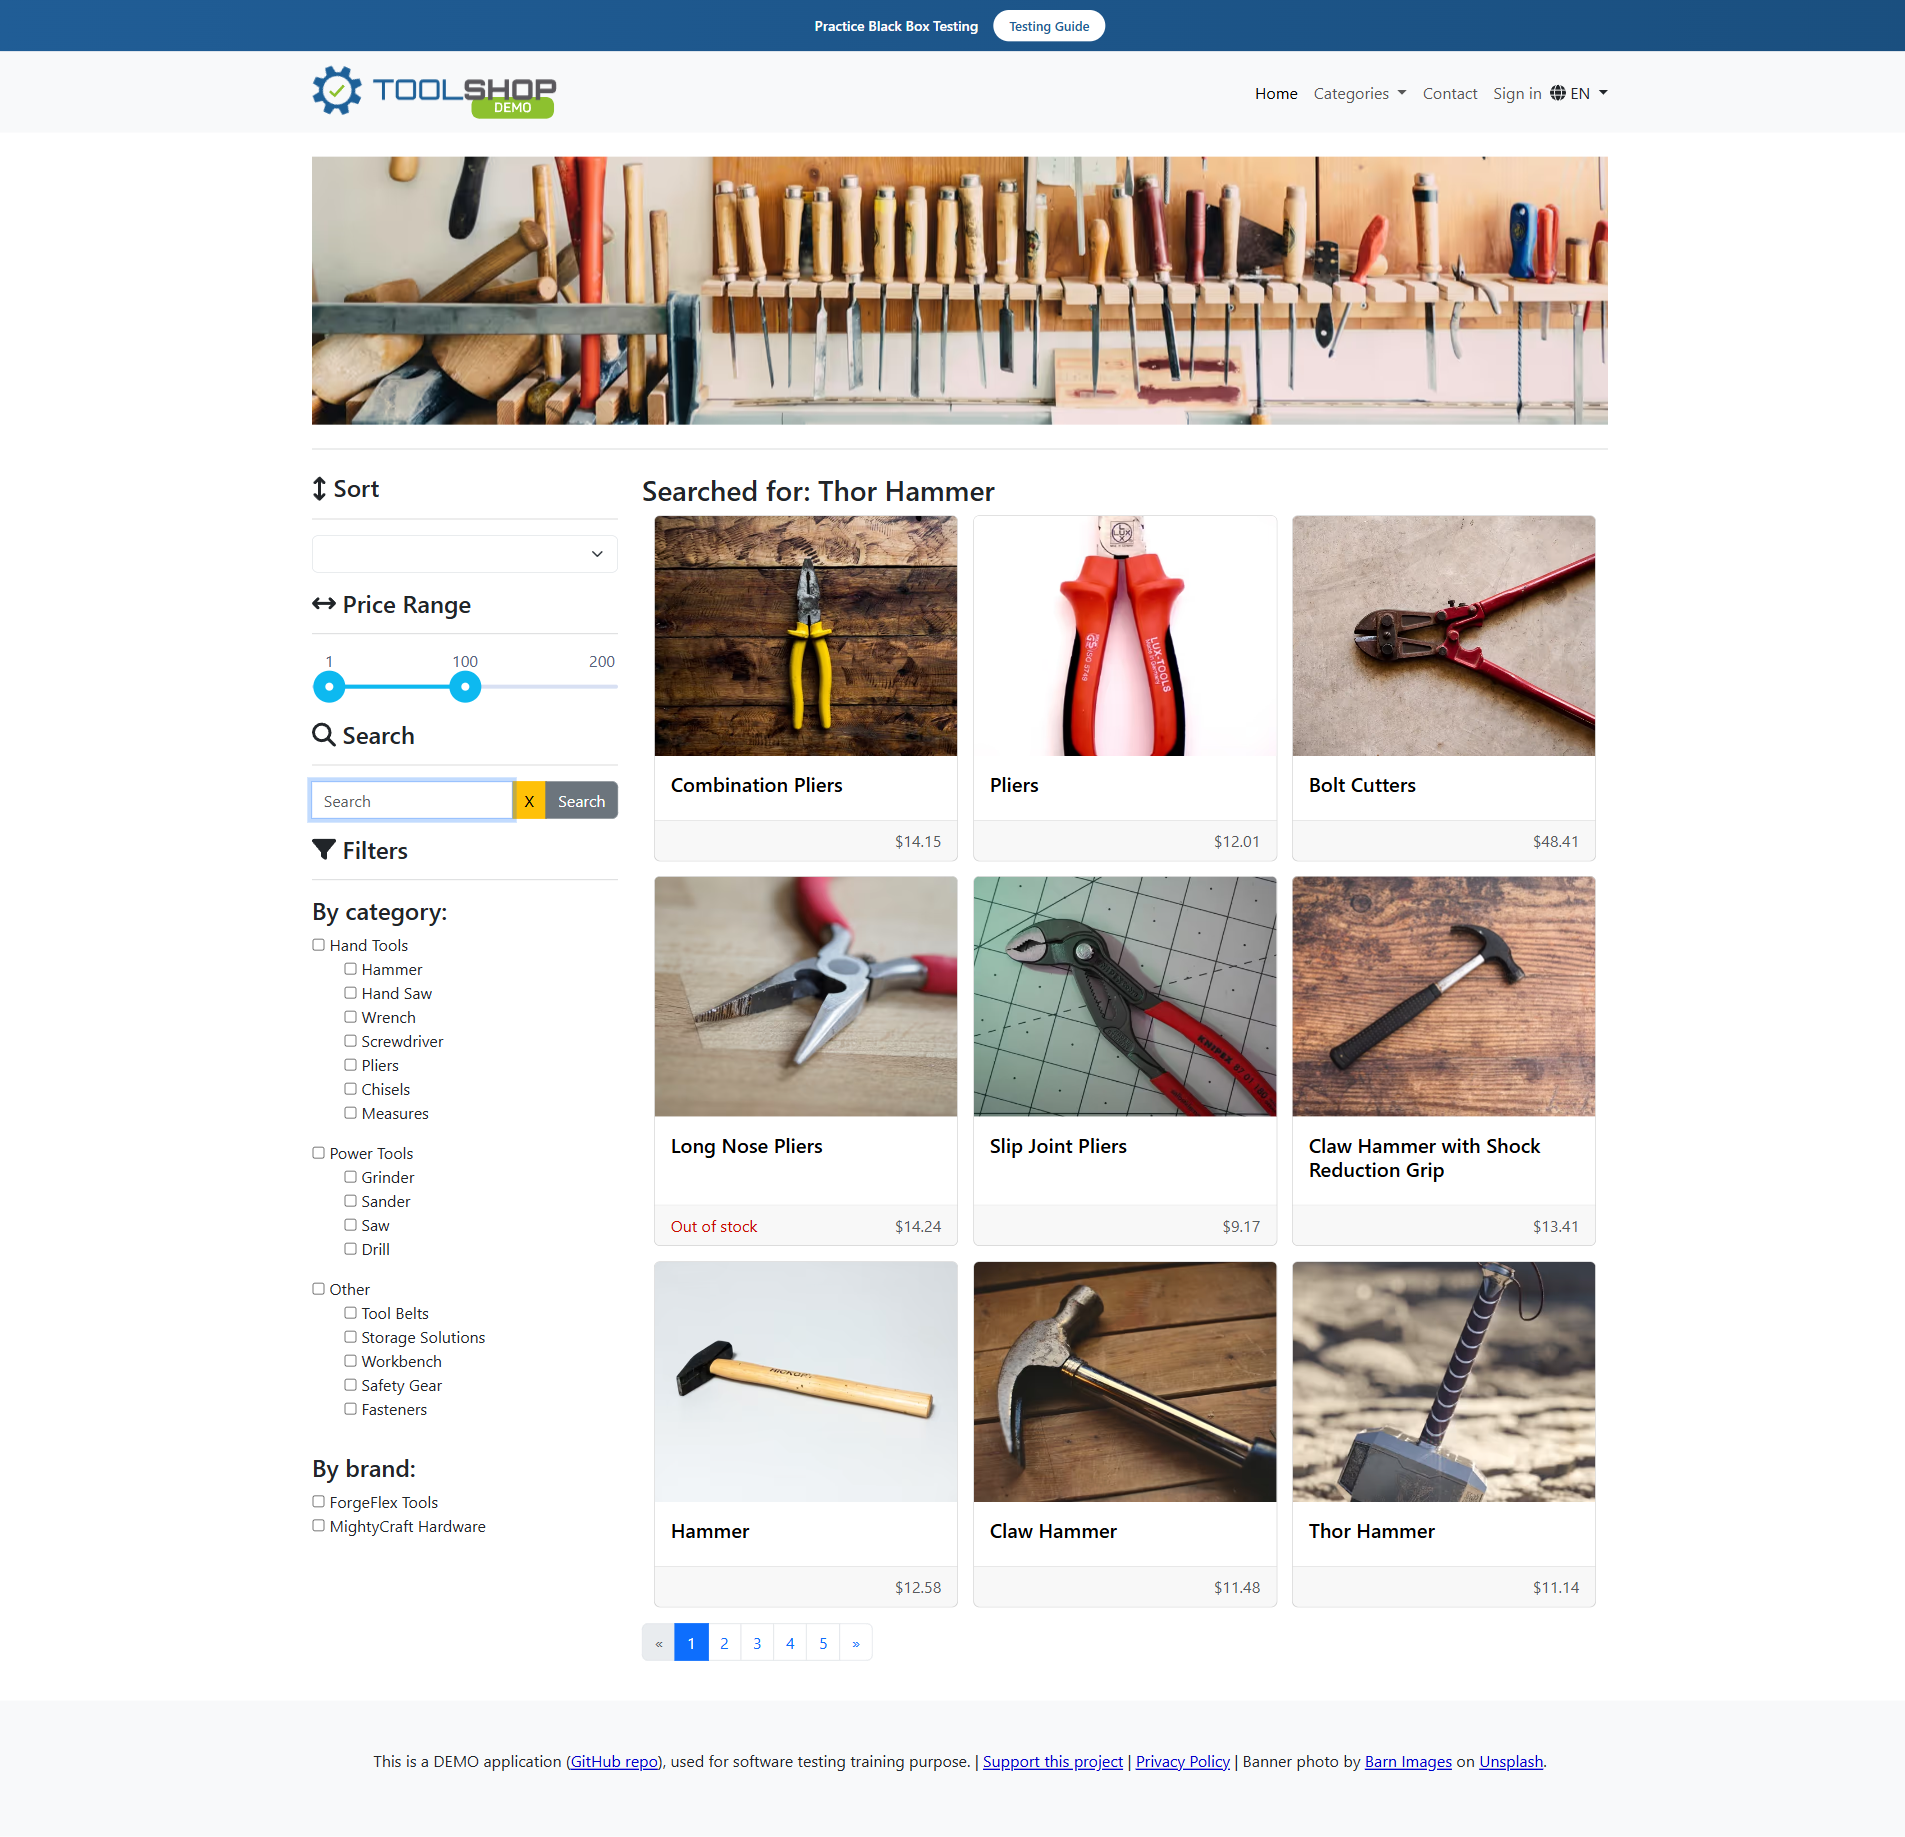 Practice Black Box Testing Testing Guide
TOOLSHOP
DEMO
Home Categories Contact Sign in EN
Sort
Searched for: Thor Hammer
Price Range
1 100 200
Search
Search X Search
Filters
By category:
Hand Tools
Hammer
Hand Saw
Wrench
Screwdriver
Pliers
Chisels
Measures
Power Tools
Grinder
Sander
Saw
Drill
Other
Tool Belts
Storage Solutions
Workbench
Safety Gear
Fasteners
By brand:
ForgeFlex Tools
MightyCraft Hardware
LUX
LUX-TOOLS
Combination Pliers
$14.15
Pliers
$12.01
Bolt Cutters
$48.41
KNIPEX
Long Nose Pliers
Out of stock $14.24
Slip Joint Pliers
$9.17
Claw Hammer with Shock
Reduction Grip
$13.41
Hammer
$12.58
Claw Hammer
$11.48
Thor Hammer
$11.14
« 1 2 3 4 5 »
This is a DEMO application (GitHub repo), used for software testing training purpose. | Support this project | Privacy Policy | Banner photo by Barn Images on Unsplash.